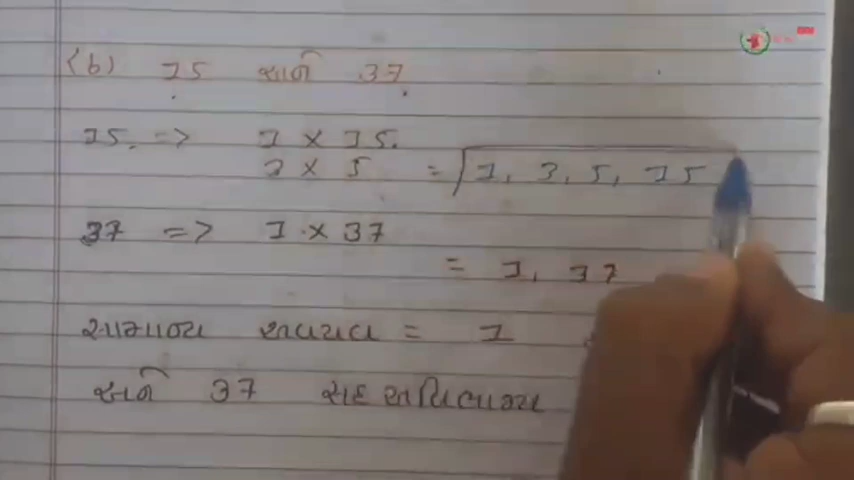 (b) 15 અને 37
15. => 1 × 15.
3 × 5 = 1, 3, 5, 15
37 => 1 × 37
= 1, 37
સામાન્ય અવયવ = 1
અને 37 સહ અવિભાજ્ય